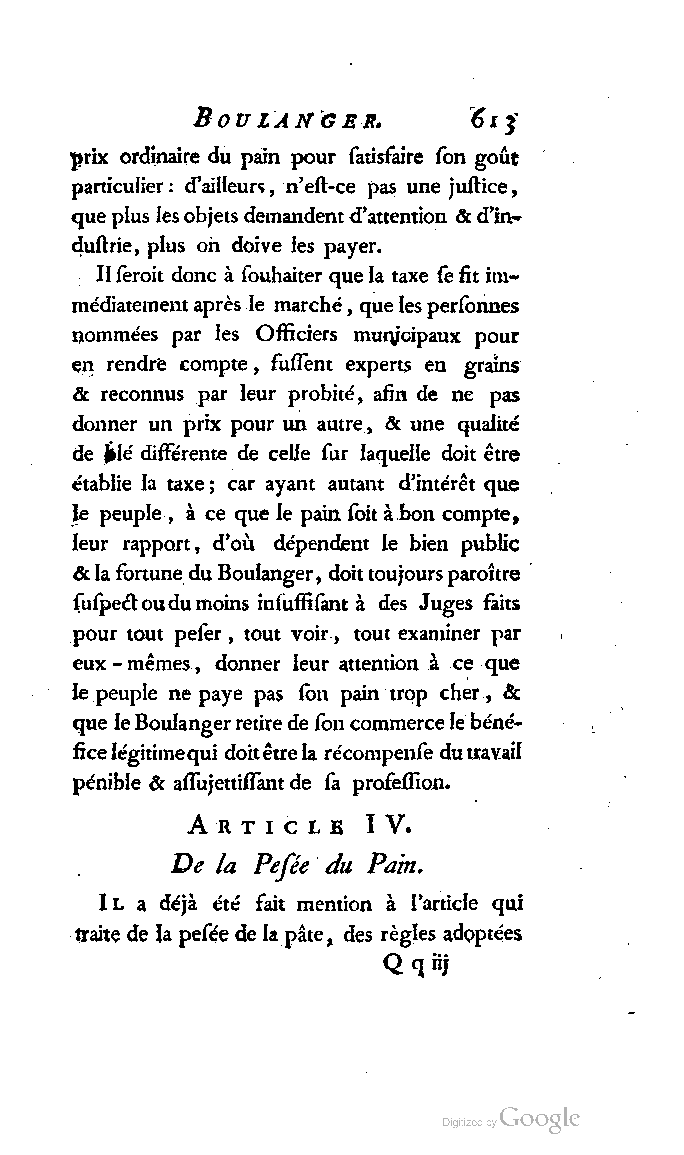 BOULANGER. 613
prix ordinaire du pain pour ſatisfaire ſon goût
particulier : d'ailleurs, n'eſt-ce pas une juſtice,
que plus les objets demandent d'attention & d'in-
duſtrie, plus on doive les payer.
Il ſeroit donc à ſouhaiter que la taxe ſe fit im-
médiatement après le marché, que les perſonnes
nommées par les Officiers municipaux pour
en rendre compte, fuſſent experts en grains
& reconnus par leur probité, afin de ne pas
donner un prix pour un autre, & une qualité
de blé différente de celle ſur laquelle doit être
établie la taxe ; car ayant autant d'intérêt que
le peuple, à ce que le pain ſoit à bon compte,
leur rapport, d'où dépendent le bien public
& la fortune du Boulanger, doit toujours paroître
ſuſpect ou du moins inſuffiſant à des Juges faits
pour tout peſer, tout voir, tout examiner par
eux-mêmes, donner leur attention à ce que
le peuple ne paye pas ſon pain trop cher, &
que le Boulanger retire de ſon commerce le béné-
fice légitime qui doit être la récompenſe du travail
pénible & aſſujettiſſant de ſa profeſſion.
ARTICLE IV.
De la Peſée du Pain.
IL a déjà été fait mention à l'article qui
traite de la peſée de la pâte, des règles adoptées
Q q iij
Digitized by Google